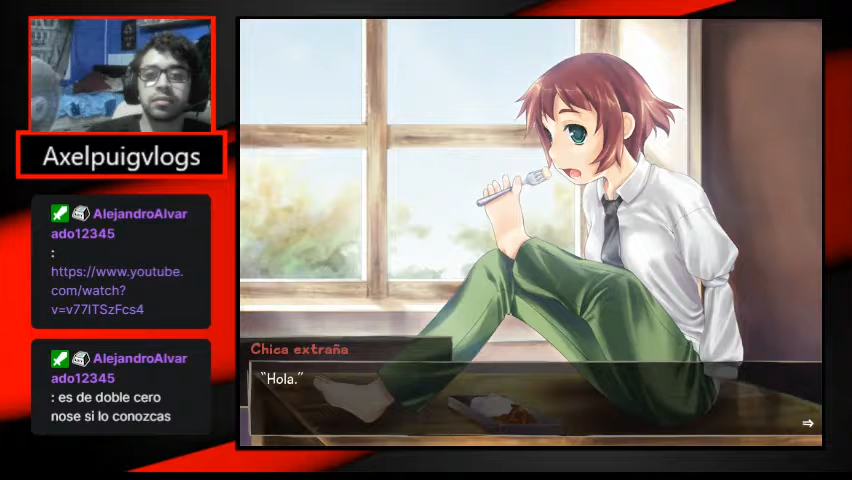 Axelpuigvlogs
AlejandroAlvar
ado12345
:
https://www.youtube.
com/watch?
v=v77ITSzFcs4
AlejandroAlvar
ado12345
: es de doble cero
nose si lo conozcas
Chica extraña
“Hola.”